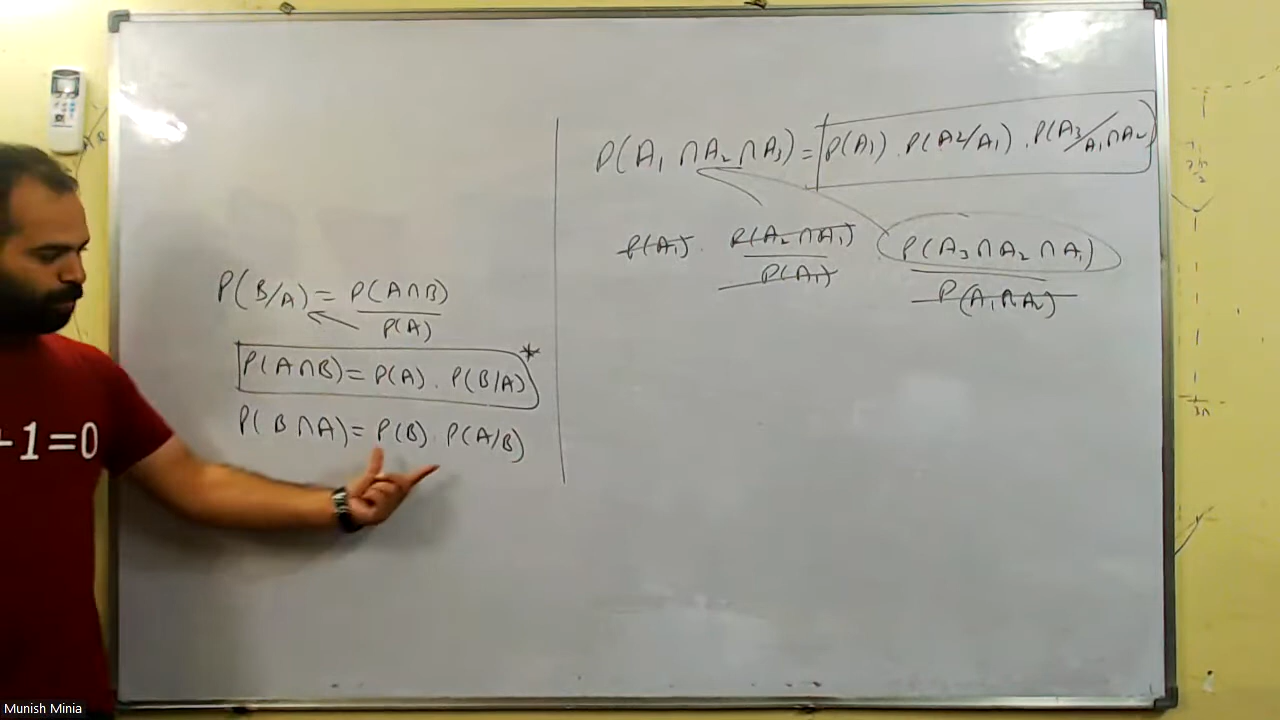 P(B/A) = P(A∩B)
P(A)
P(A∩B) = P(A) . P(B/A) *
P(B∩A) = P(B) . P(A/B)
P(A₁ ∩ A₂ ∩ A₃) = P(A₁) . P(A2/A₁) . P(A₃/A₁∩A₂)
P(A₁) . P(A₂∩A₁) P(A₃∩A₂∩A₁)
P(A₁) P(A₁∩A₂)
+1=0
Munish Minia